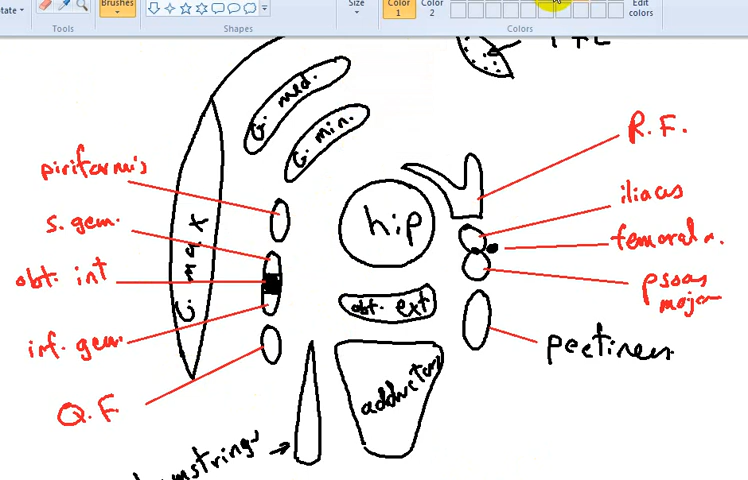 Brushes
Size
Color
1
Color
2
Edit
colors
Tools
Shapes
Colors
G. med.
G. min.
G. max
hip
obt. ext
adductors
piriformis
s. gem.
obt. int
inf. gem.
Q.F
R.F.
iliacus
femoral n.
psoas
major
pectineus